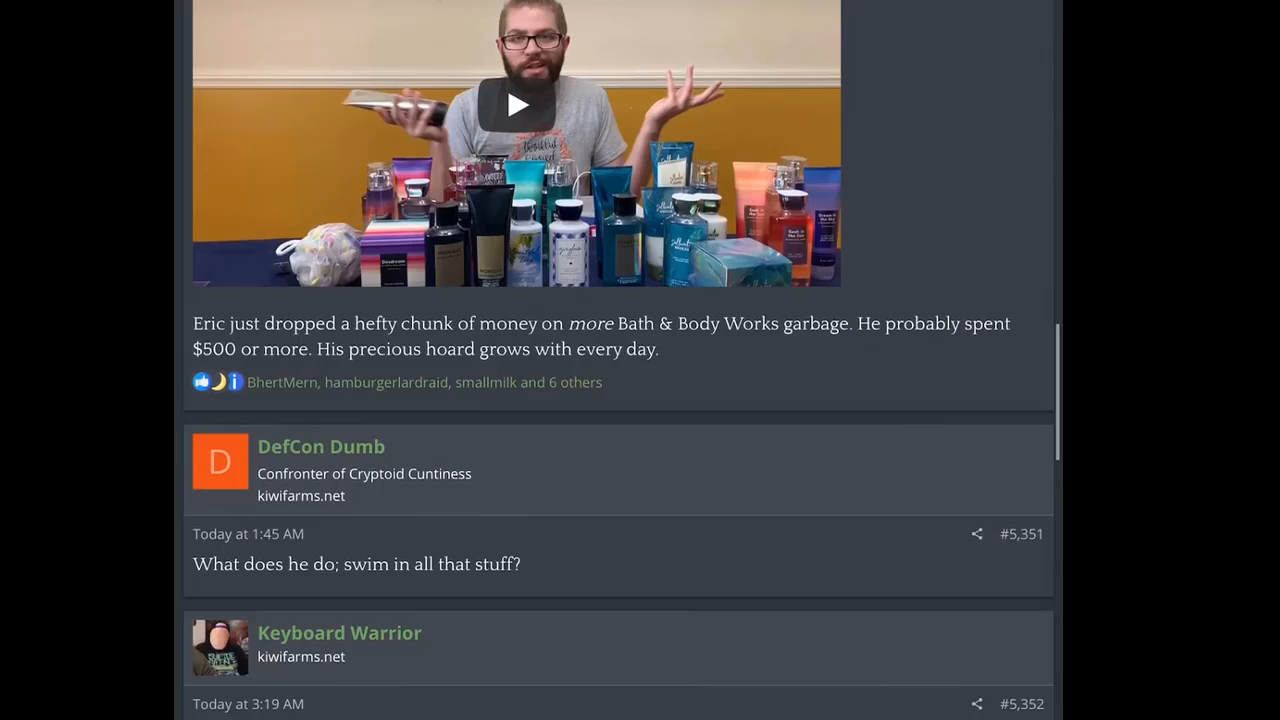 Eric just dropped a hefty chunk of money on more Bath & Body Works garbage. He probably spent
$500 or more. His precious hoard grows with every day.
BhertMern, hamburgerlardraid, smallmilk and 6 others
D
DefCon Dumb
Confronter of Cryptoid Cuntiness
kiwifarms.net
Today at 1:45 AM
#5,351
What does he do; swim in all that stuff?
Keyboard Warrior
kiwifarms.net
Today at 3:19 AM
#5,352